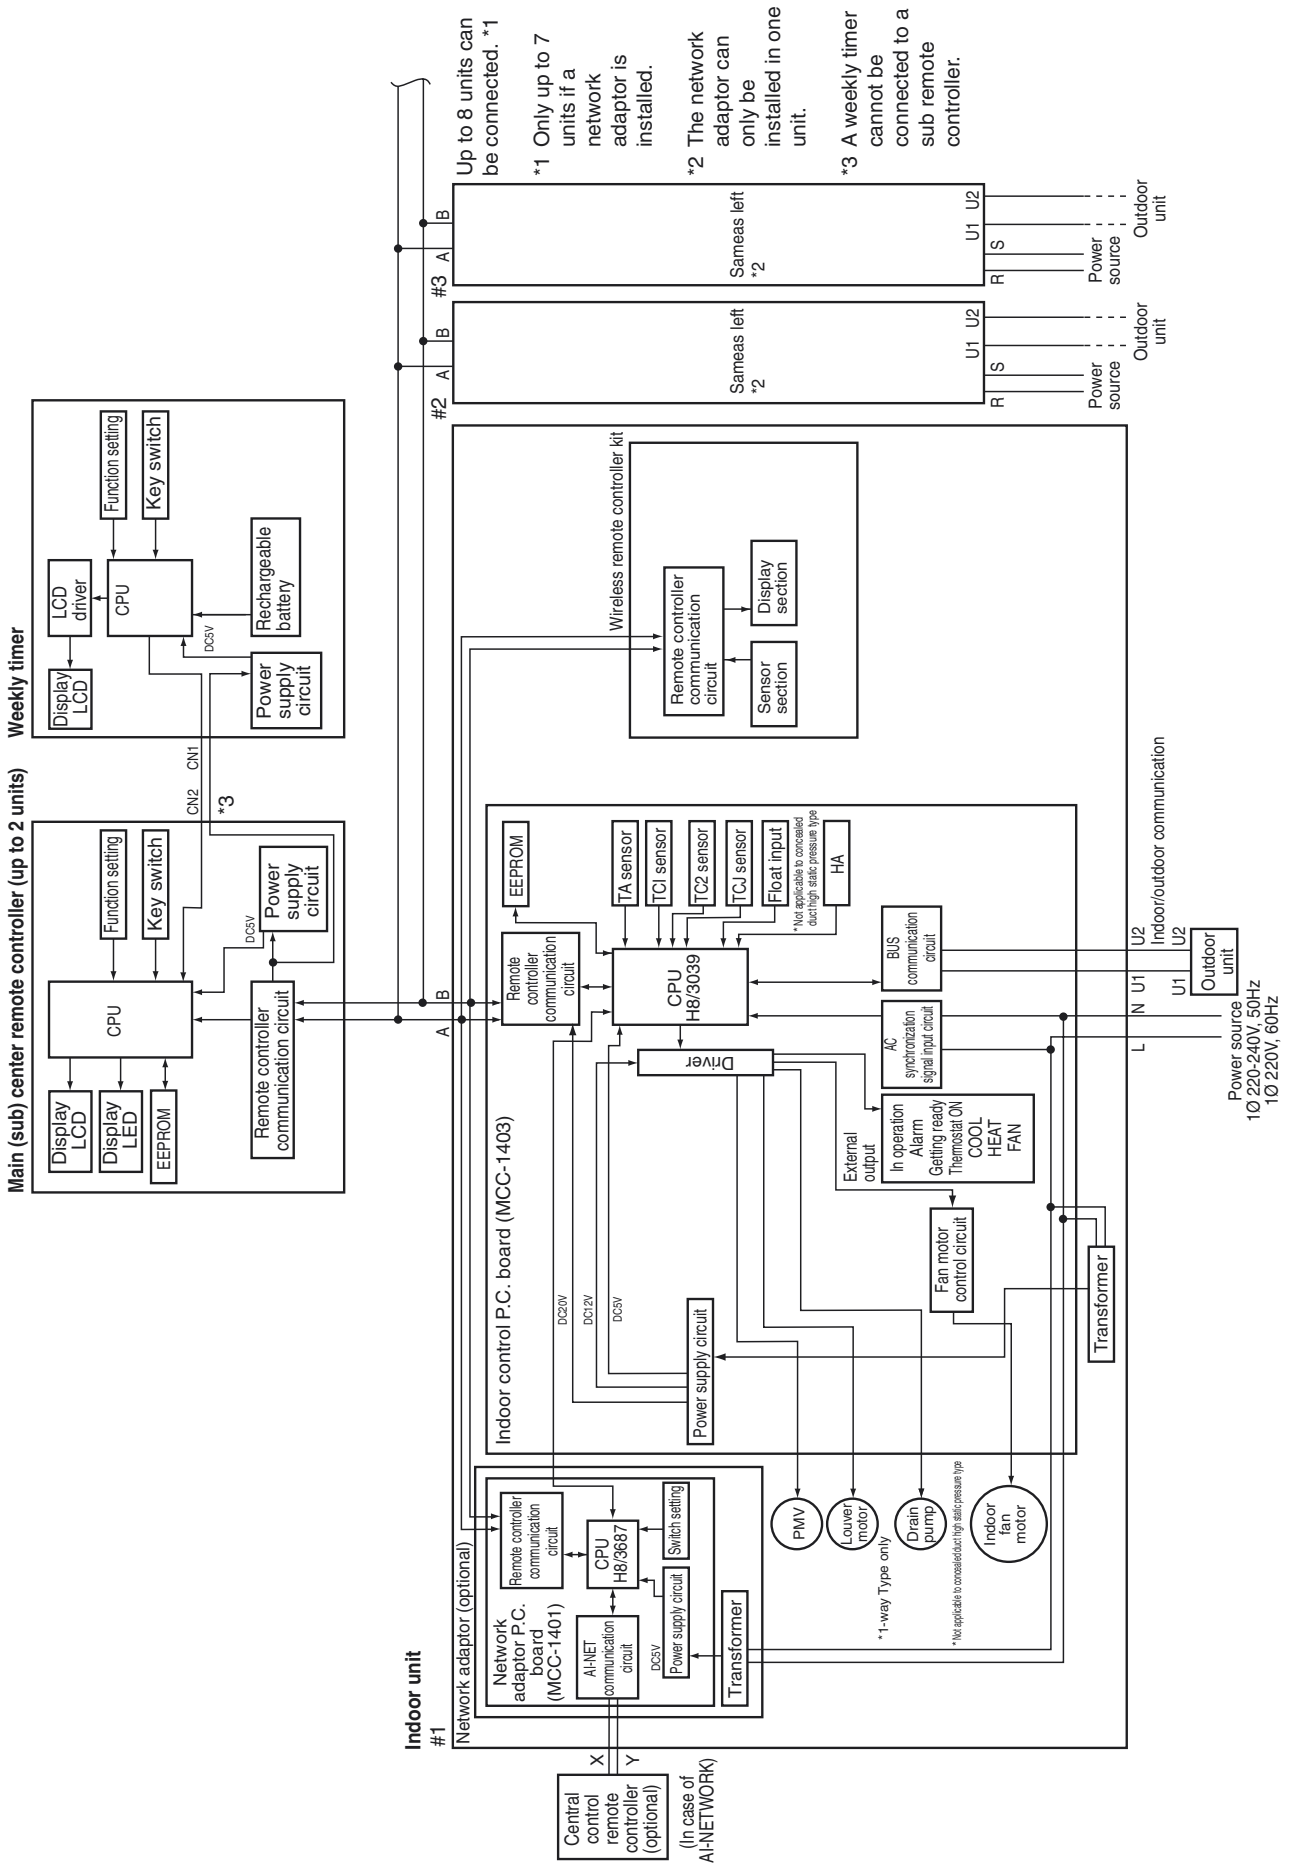 Main (sub) center remote controller (up to 2 units)
Display
LCD
Display
LED
EEPROM
CPU
Function setting
Key switch
DC5V
Power
supply
circuit
Remote controller
communication circuit
CN2
CN1
*3
Weekly timer
Display
LCD
LCD
driver
CPU
Function setting
Key switch
DC5V
Power
supply
circuit
Rechargeable
battery
Up to 8 units can
be connected. *1
*1 Only up to 7
units if a
network
adaptor is
installed.
*2 The network
adaptor can
only be
installed in one
unit.
*3 A weekly timer
cannot be
connected to a
sub remote
controller.
Indoor unit
#1
Network adaptor (optional)
Network
adaptor P.C.
board
(MCC-1401)
Remote controller
communication
circuit
CPU
H8/3687
AI-NET
communication
circuit
Switch setting
DC5V
Power supply circuit
Transformer
X
Y
Central
control
remote
controller
(optional)
(In case of
AI-NETWORK)
Indoor control P.C. board (MCC-1403)
DC20V
DC12V
DC5V
Power supply circuit
A
B
Remote
controller
communication
circuit
EEPROM
CPU
H8/3039
TA sensor
TCI sensor
TC2 sensor
TCJ sensor
Float input
* Not applicable to concealed
duct high static pressure type
HA
Driver
BUS
communication
circuit
AC
synchronization
signal input circuit
External
output
In operation
Alarm
Getting ready
Thermostat ON
COOL
HEAT
FAN
Fan motor
control circuit
Transformer
PMV
Louver
motor
*1-way Type only
Drain
pump
* Not applicable to concealed duct high static pressure type
Indoor
fan
motor
Wireless remote controller kit
Remote controller
communication
circuit
Sensor
section
Display
section
L
N
U1
U2
Indoor/outdoor communication
U1
U2
Outdoor
unit
Power source
1Ø 220-240V, 50Hz
1Ø 220V, 60Hz
#2
A
B
Sameas left
*2
R
S
U1
U2
Power
source
Outdoor
unit
#3
A
B
Sameas left
*2
R
S
U1
U2
Power
source
Outdoor
unit